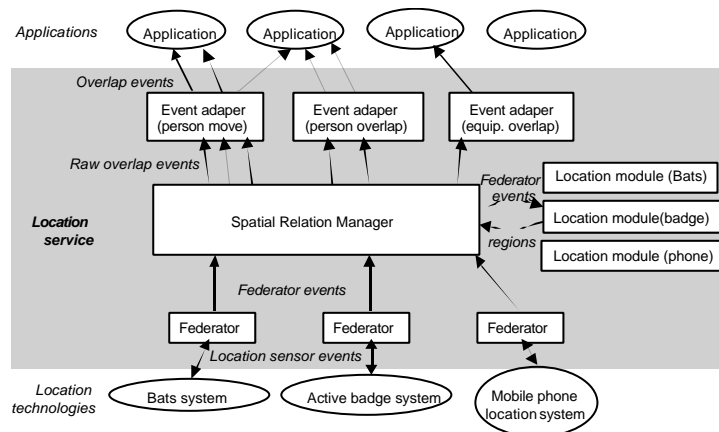 Applications
Application
Application
Application
Application
Overlap events
Event adaper
(person move)
Event adaper
(person overlap)
Event adaper
(equip. overlap)
Raw overlap events
Federator
events
Location module (Bats)
Location service
Spatial Relation Manager
Location module(badge)
regions
Location module (phone)
Federator events
Federator
Federator
Federator
Location sensor events
Location
technologies
Bats system
Active badge system
Mobile phone
location system